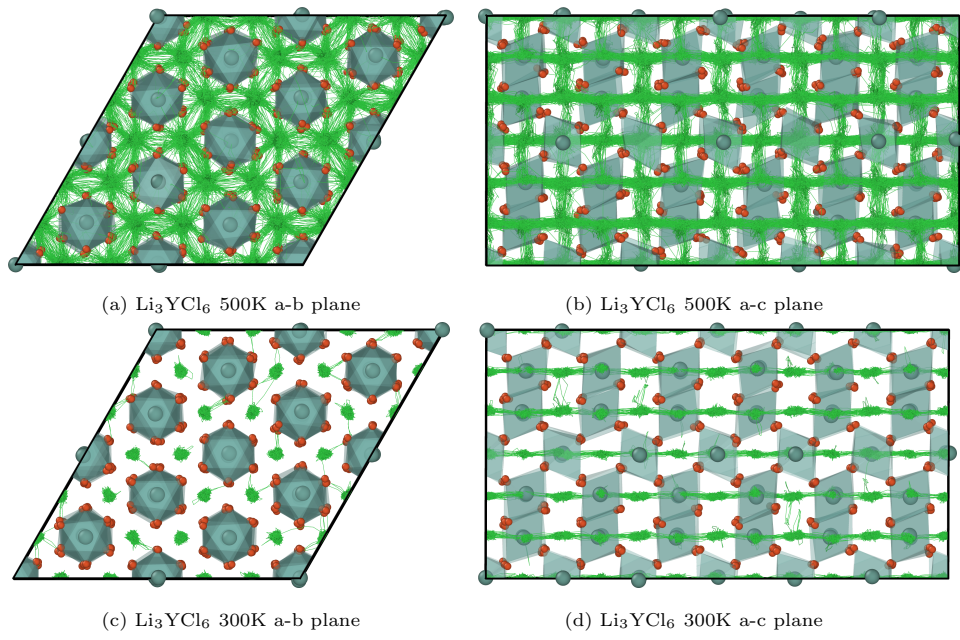 (a) Li₃YCl₆ 500K a-b plane
(b) Li₃YCl₆ 500K a-c plane
(c) Li₃YCl₆ 300K a-b plane
(d) Li₃YCl₆ 300K a-c plane